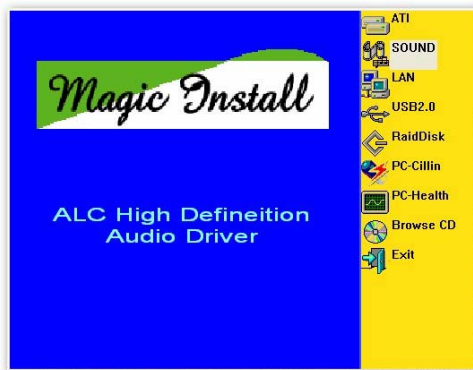 Magic Install
ALC High Defineition
Audio Driver
ATI
SOUND
LAN
USB2.0
RaidDisk
PC-Cillin
PC-Health
Browse CD
Exit